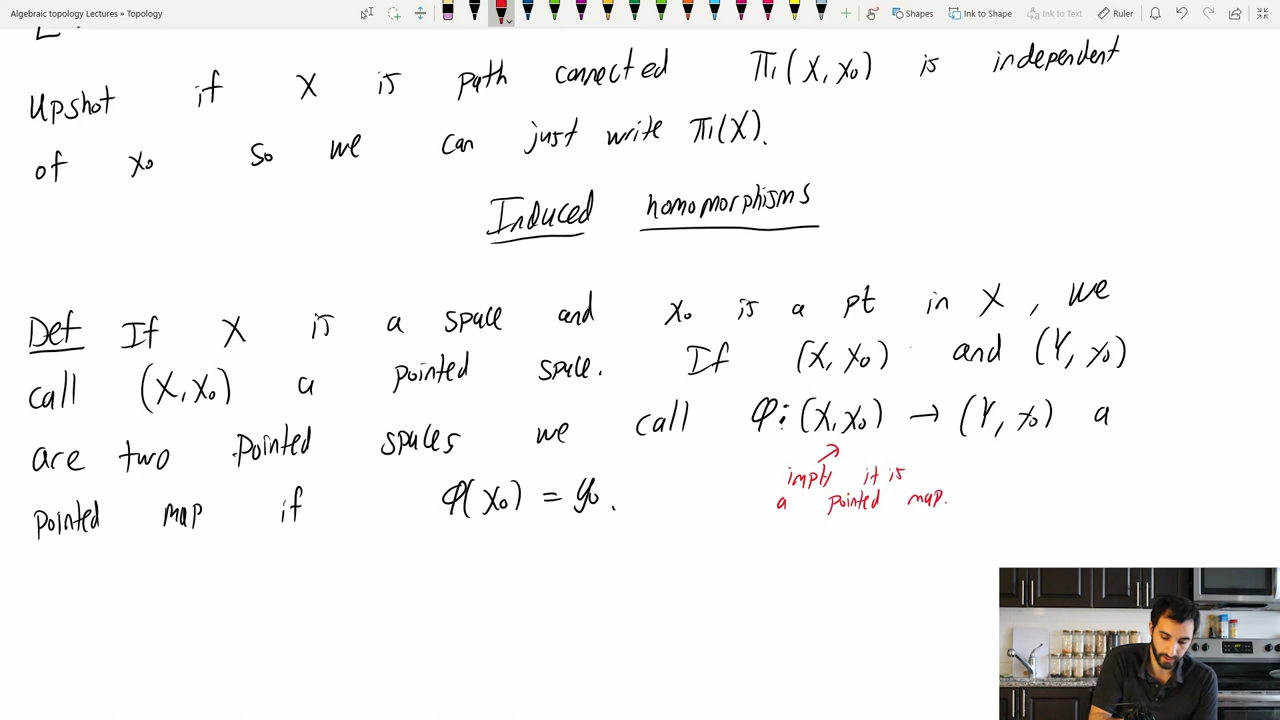 Algebraic topology Lectures » Topology
Shapes
Ink to Shape
Ink to Text
Ruler
Upshot if X is path connected π1(X, x0) is independent
of x0 so we can just write π1(X).
Induced homomorphisms
Def If X is a space and x0 is a pt in X, we
call (X, x0) a pointed space. If (X, x0) and (Y, y0)
are two pointed spaces we call φ: (X, x0) → (Y, y0) a
imply it is
a pointed map.
pointed map if φ(x0) = y0.